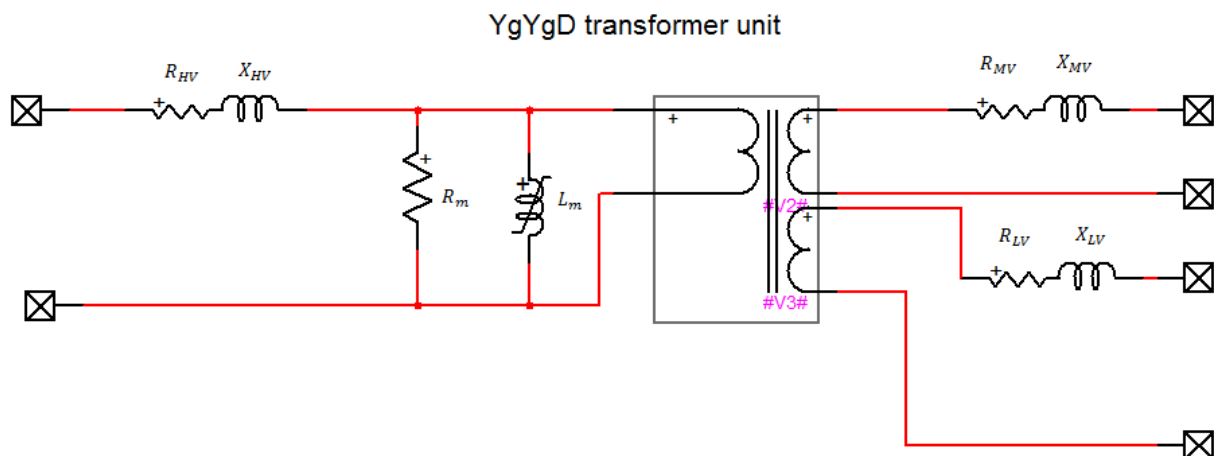 YgYgD transformer unit
R_HV X_HV
R_MV X_MV
+
+
+
+
+
R_m
+
L_m
#V2#
+
R_LV X_LV
+
#V3#